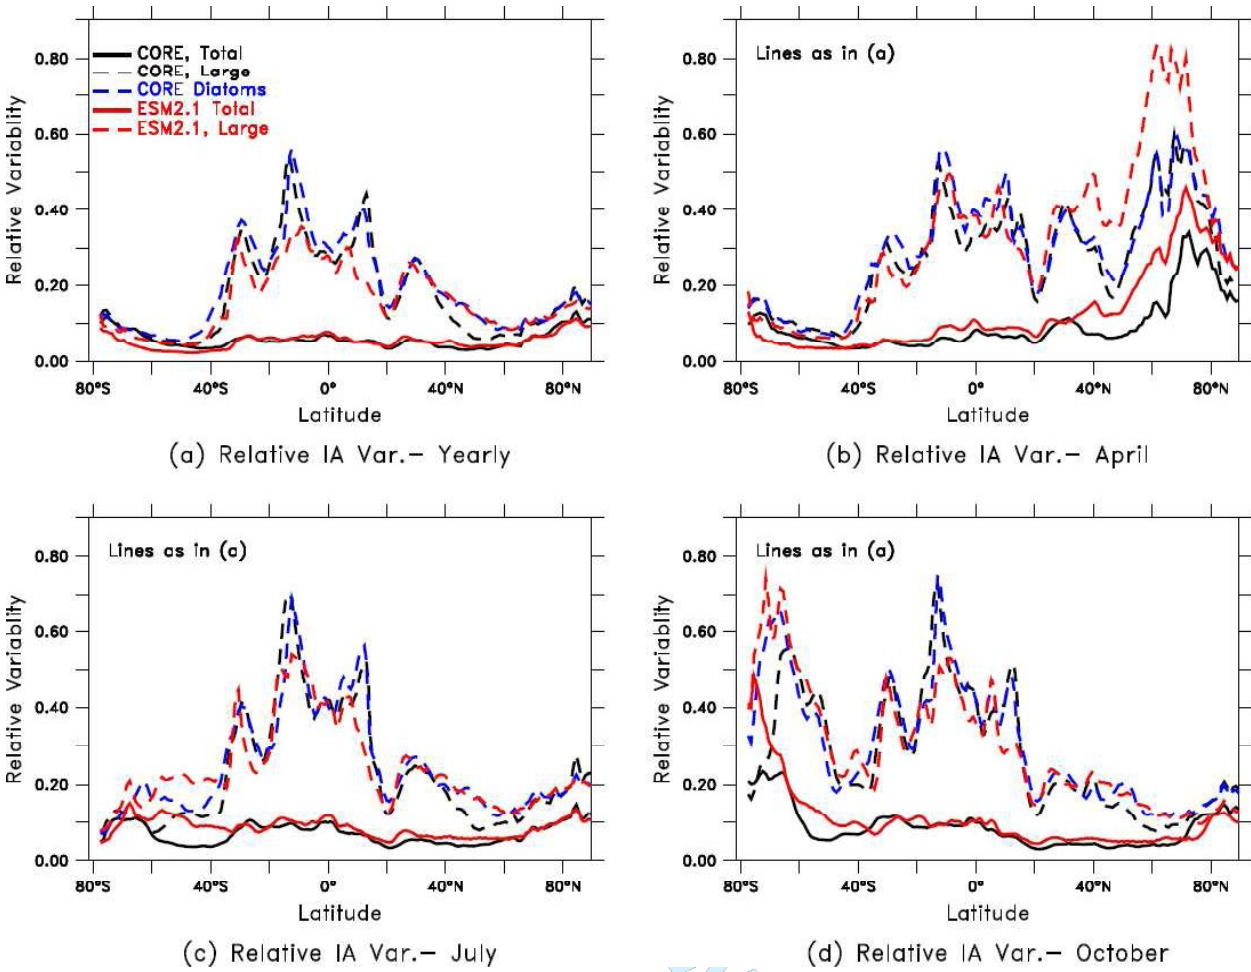 0.80
0.60
0.40
0.20
0.00
Relative Variablity
CORE, Total
CORE, Large
CORE Diatoms
ESM2.1 Total
ESM2.1, Large
80°S 40°S 0° 40°N 80°N
Latitude
(a) Relative IA Var.– Yearly
0.80
0.60
0.40
0.20
0.00
Relative Variablity
Lines as in (a)
80°S 40°S 0° 40°N 80°N
Latitude
(b) Relative IA Var.– April
0.80
0.60
0.40
0.20
0.00
Relative Variablity
Lines as in (a)
80°S 40°S 0° 40°N 80°N
Latitude
(c) Relative IA Var.– July
0.80
0.60
0.40
0.20
0.00
Relative Variablity
Lines as in (a)
80°S 40°S 0° 40°N 80°N
Latitude
(d) Relative IA Var.– October